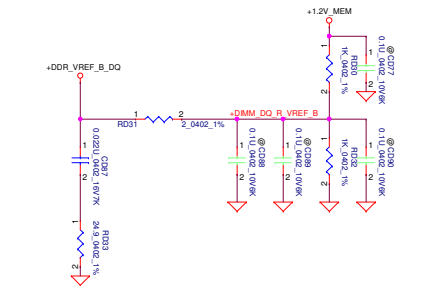 +1.2V_MEM
1
2
RD30
1K_0402_1%
@CD77
1
2
0.1U_0402_10V6K
+DDR_VREF_B_DQ
1
2
RD31
2_0402_1%
+DIMM_DQ_R_VREF_B
1
2
CD87
0.022U_0402_16V7K
1
2
@CD88
0.1U_0402_10V6K
1
2
@CD89
0.1U_0402_10V6K
1
2
RD32
1K_0402_1%
1
2
@CD90
0.1U_0402_10V6K
1
2
RD33
24.9_0402_1%